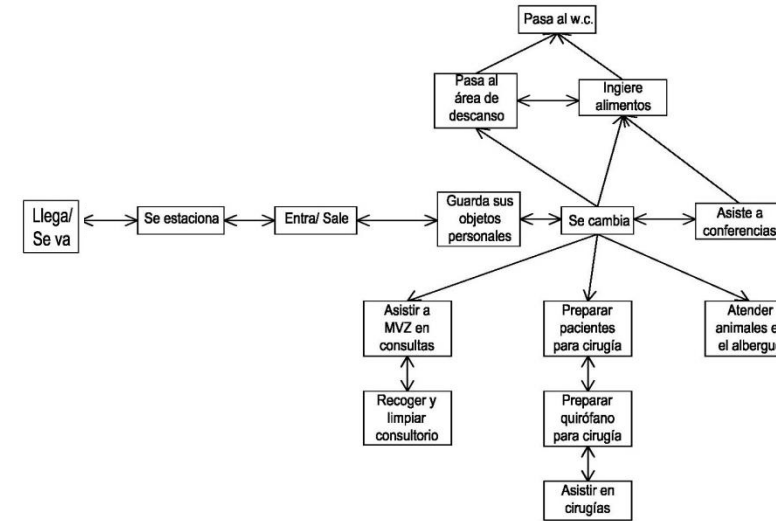 Pasa al w.c.
Pasa al
área de
descanso
Ingiere
alimentos
Llega/
Se va
Se estaciona
Entra/ Sale
Guarda sus
objetos
personales
Se cambia
Asiste a
conferencias
Asistir a
MVZ en
consultas
Preparar
pacientes
para cirugía
Atender
animales e
el albergu
Recoger y
limpiar
consultorio
Preparar
quirófano
para cirugía
Asistir en
cirugías